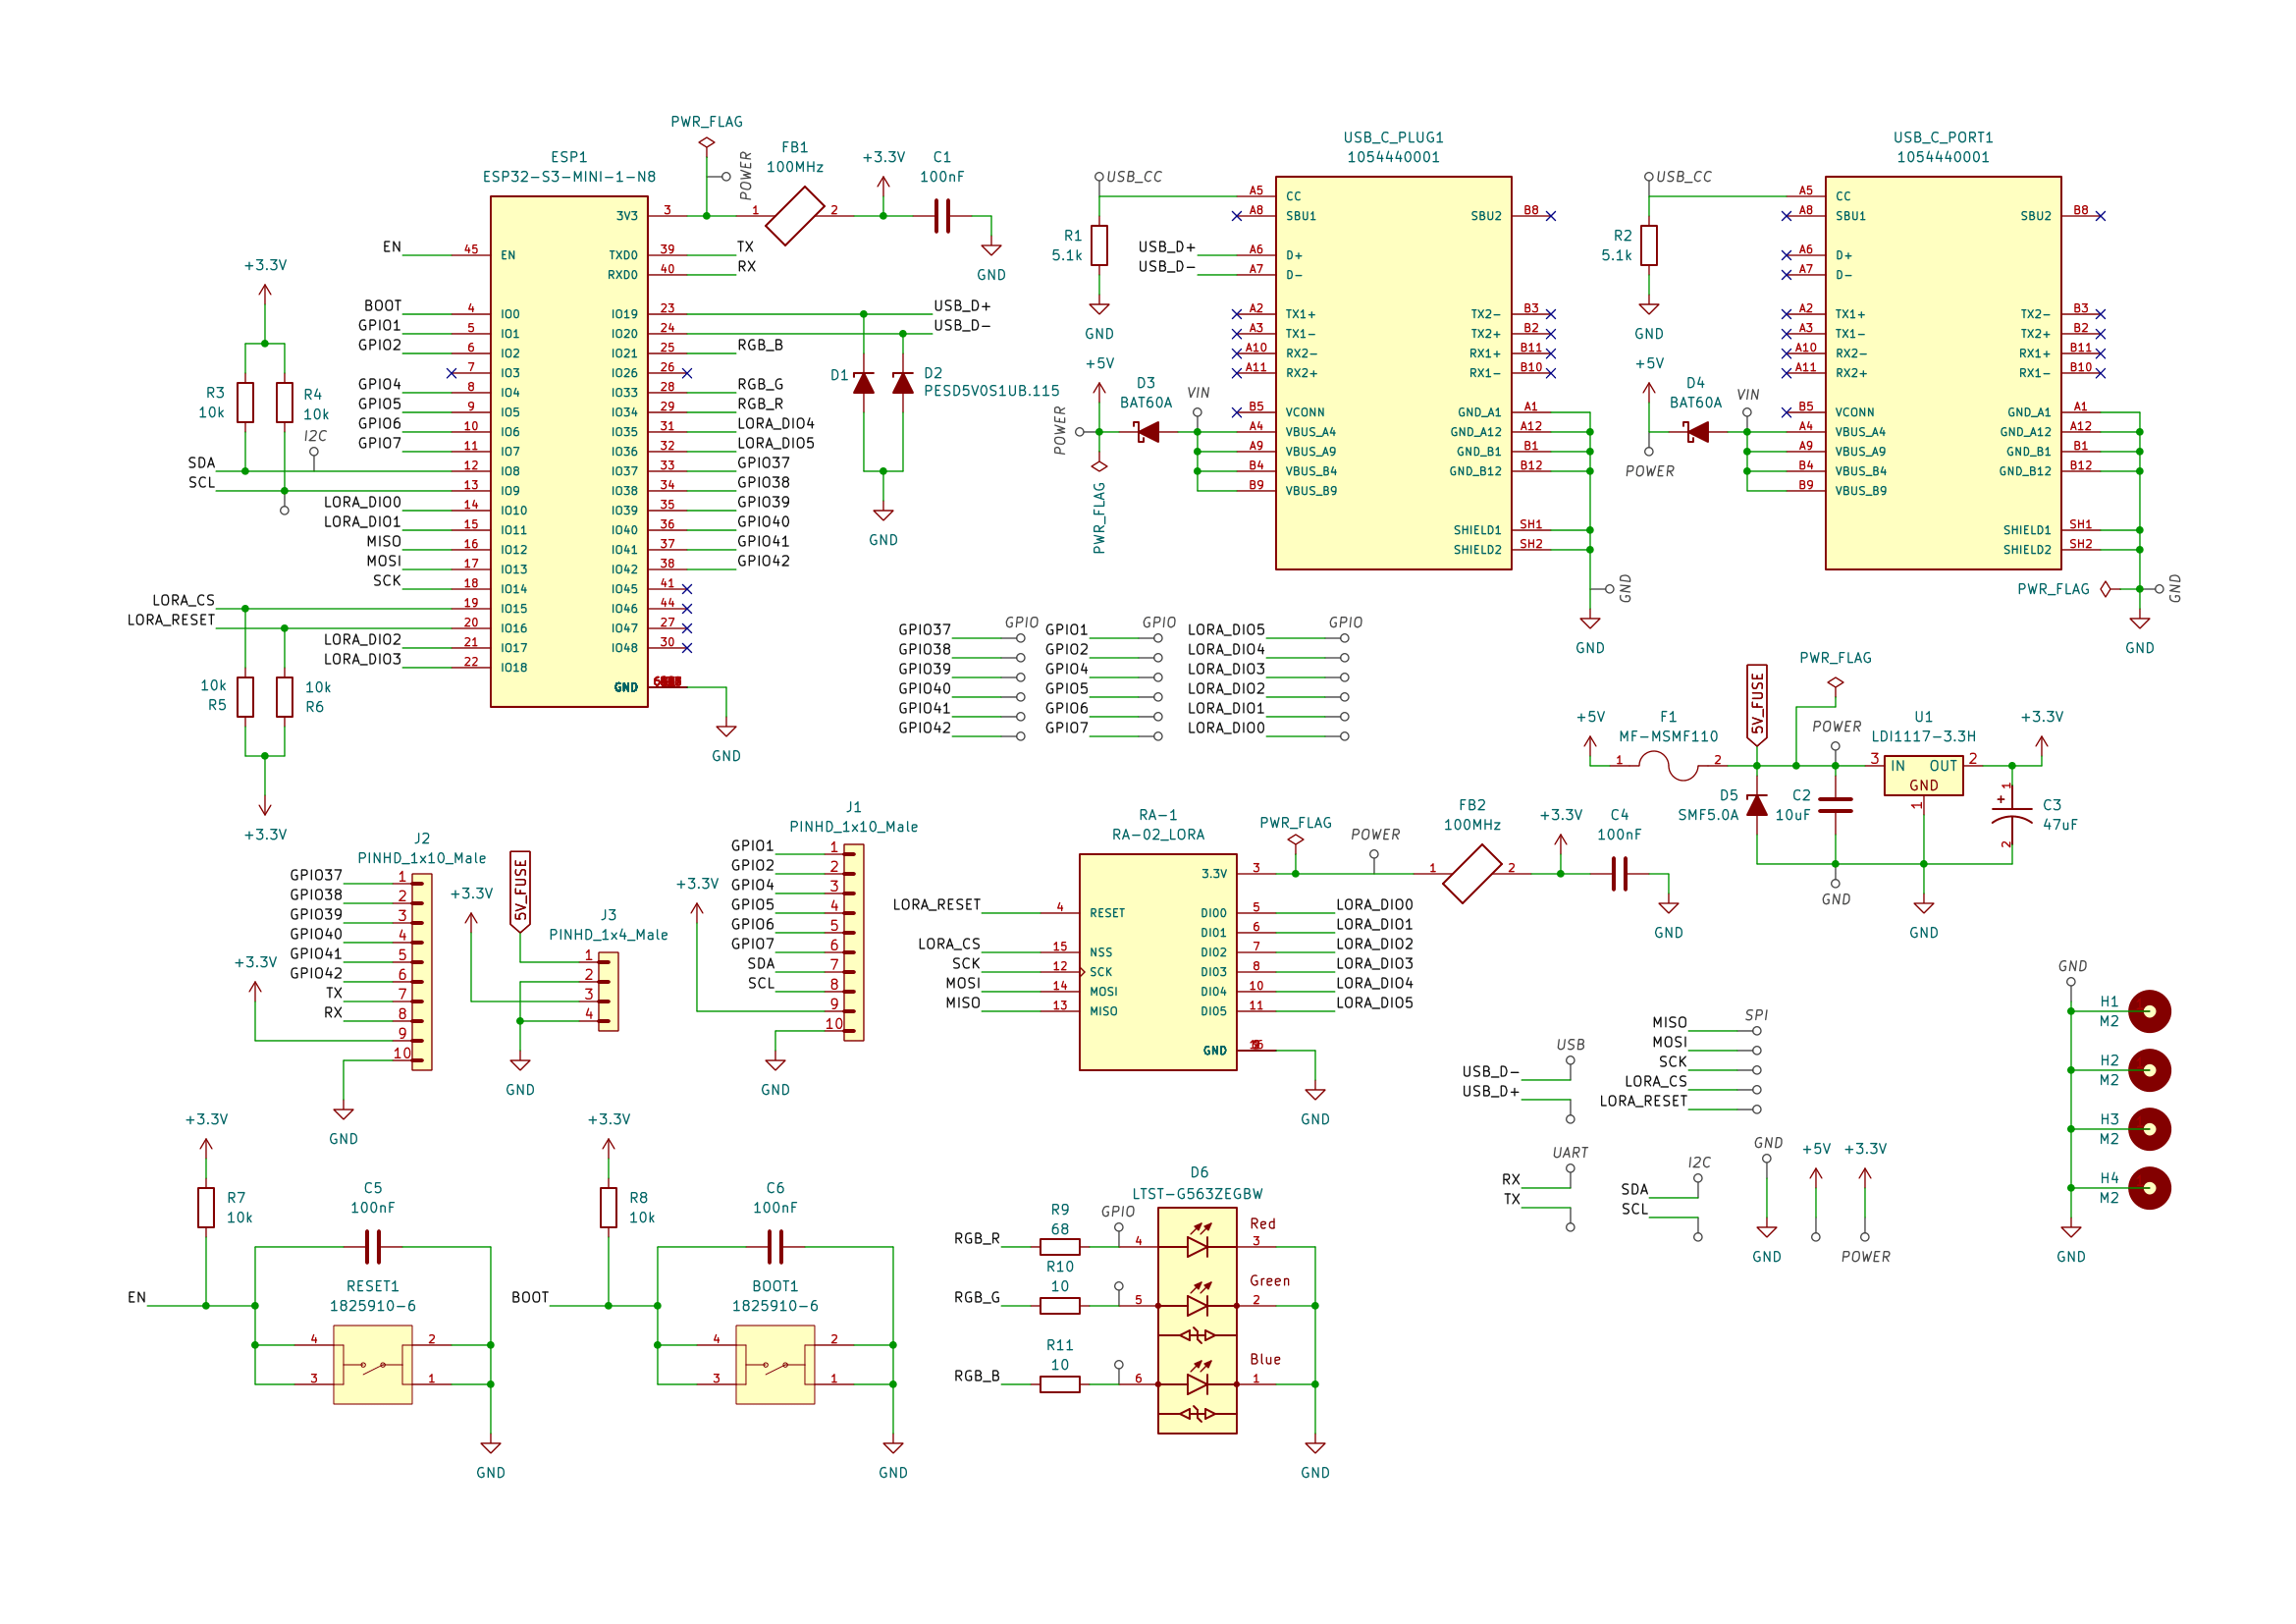 PWR_FLAG
ESP1
ESP32-S3-MINI-1-N8
POWER
FB1
100MHz
1
2
+3.3V
C1
100nF
GND
EN
45
EN
3V3
3
TXD0
39
TX
RXD0
40
RX
+3.3V
BOOT
4
IO0
IO19
23
USB_D+
GPIO1
5
IO1
IO20
24
USB_D-
GPIO2
6
IO2
IO21
25
RGB_B
7
IO3
IO26
26
GPIO4
8
IO4
IO33
28
RGB_G
GPIO5
9
IO5
IO34
29
RGB_R
GPIO6
10
IO6
IO35
31
LORA_DIO4
GPIO7
11
IO7
IO36
32
LORA_DIO5
SDA
12
IO8
IO37
33
GPIO37
SCL
13
IO9
IO38
34
GPIO38
LORA_DIO0
14
IO10
IO39
35
GPIO39
LORA_DIO1
15
IO11
IO40
36
GPIO40
MISO
16
IO12
IO41
37
GPIO41
MOSI
17
IO13
IO42
38
GPIO42
SCK
18
IO14
IO45
41
LORA_CS
19
IO15
IO46
44
LORA_RESET
20
IO16
IO47
27
LORA_DIO2
21
IO17
IO48
30
LORA_DIO3
22
IO18
GND
GND
R3
10k
R4
10k
I2C
10k
R5
10k
R6
+3.3V
D1
D2
PESD5V0S1UB.115
GND
USB_C_PLUG1
1054440001
USB_CC
A5
CC
A8
SBU1
SBU2
B8
R1
5.1k
GND
USB_D+
A6
D+
USB_D-
A7
D-
A2
TX1+
TX2-
B3
A3
TX1-
TX2+
B2
A10
RX2-
RX1+
B11
A11
RX2+
RX1-
B10
B5
VCONN
GND_A1
A1
A4
VBUS_A4
GND_A12
A12
A9
VBUS_A9
GND_B1
B1
B4
VBUS_B4
GND_B12
B12
B9
VBUS_B9
SHIELD1
SH1
SHIELD2
SH2
+5V
D3
BAT60A
VIN
POWER
PWR_FLAG
GND
GND
USB_C_PORT1
1054440001
USB_CC
A5
CC
A8
SBU1
SBU2
B8
R2
5.1k
GND
A6
D+
A7
D-
A2
TX1+
TX2-
B3
A3
TX1-
TX2+
B2
A10
RX2-
RX1+
B11
A11
RX2+
RX1-
B10
B5
VCONN
GND_A1
A1
A4
VBUS_A4
GND_A12
A12
A9
VBUS_A9
GND_B1
B1
B4
VBUS_B4
GND_B12
B12
B9
VBUS_B9
SHIELD1
SH1
SHIELD2
SH2
+5V
D4
BAT60A
VIN
POWER
PWR_FLAG
GND
GND
GPIO
GPIO37
GPIO38
GPIO39
GPIO40
GPIO41
GPIO42
GPIO
GPIO1
GPIO2
GPIO4
GPIO5
GPIO6
GPIO7
GPIO
LORA_DIO5
LORA_DIO4
LORA_DIO3
LORA_DIO2
LORA_DIO1
LORA_DIO0
+5V
F1
MF-MSMF110
1
2
5V_FUSE
PWR_FLAG
POWER
U1
LDI1117-3.3H
3
IN
OUT
2
GND
1
+3.3V
D5
SMF5.0A
C2
10uF
1
+
2
C3
47uF
GND
GND
J2
PINHD_1x10_Male
GPIO37
1
GPIO38
2
GPIO39
3
GPIO40
4
GPIO41
5
GPIO42
6
TX
7
RX
8
9
10
+3.3V
GND
+3.3V
5V_FUSE
J3
PINHD_1x4_Male
1
2
3
4
GND
J1
PINHD_1x10_Male
GPIO1
1
GPIO2
2
GPIO4
3
GPIO5
4
GPIO6
5
GPIO7
6
SDA
7
SCL
8
9
10
+3.3V
GND
RA-1
RA-02_LORA
PWR_FLAG
POWER
3.3V
3
LORA_RESET
4
RESET
DIO0
5
LORA_DIO0
DIO1
6
LORA_DIO1
LORA_CS
15
NSS
DIO2
7
LORA_DIO2
SCK
12
SCK
DIO3
8
LORA_DIO3
MOSI
14
MOSI
DIO4
10
LORA_DIO4
MISO
13
MISO
DIO5
11
LORA_DIO5
GND
GND
FB2
100MHz
1
2
+3.3V
C4
100nF
GND
USB
USB_D-
USB_D+
UART
RX
TX
SPI
MISO
MOSI
SCK
LORA_CS
LORA_RESET
I2C
SDA
SCL
GND
GND
+5V
+3.3V
POWER
GND
H1
M2
H2
M2
H3
M2
H4
M2
GND
+3.3V
R7
10k
C5
100nF
EN
RESET1
1825910-6
4
2
3
1
GND
+3.3V
R8
10k
C6
100nF
BOOT
BOOT1
1825910-6
4
2
3
1
GND
D6
LTST-G563ZEGBW
GPIO
RGB_R
R9
68
4
Red
3
RGB_G
R10
10
5
Green
2
RGB_B
R11
10
6
Blue
1
GND